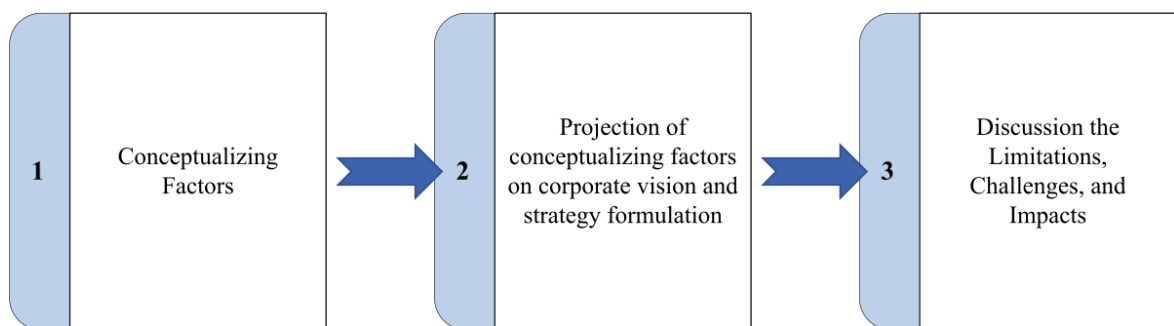 1
Conceptualizing
Factors
2
Projection of
conceptualizing factors
on corporate vision and
strategy formulation
3
Discussion the
Limitations,
Challenges, and
Impacts